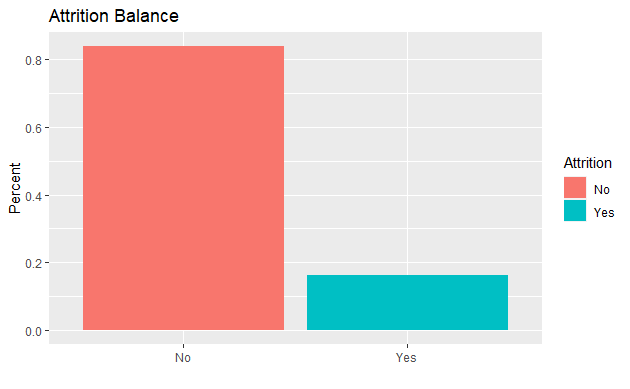 Attrition Balance
Percent
0.8
0.6
0.4
0.2
0.0
No
Yes
Attrition
No
Yes